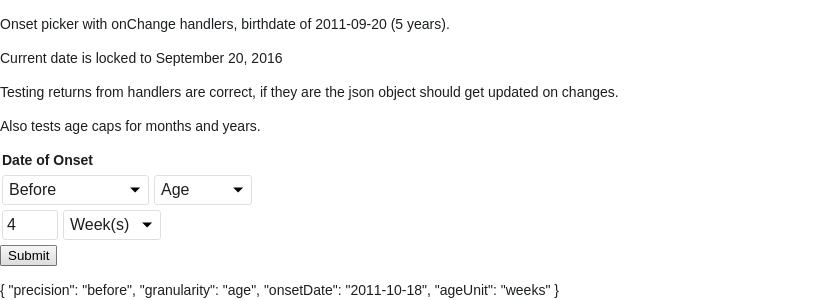 Onset picker with onChange handlers, birthdate of 2011-09-20 (5 years).
Current date is locked to September 20, 2016
Testing returns from handlers are correct, if they are the json object should get updated on changes.
Also tests age caps for months and years.
Date of Onset
Before Age
4 Week(s)
Submit
{ "precision": "before", "granularity": "age", "onsetDate": "2011-10-18", "ageUnit": "weeks" }